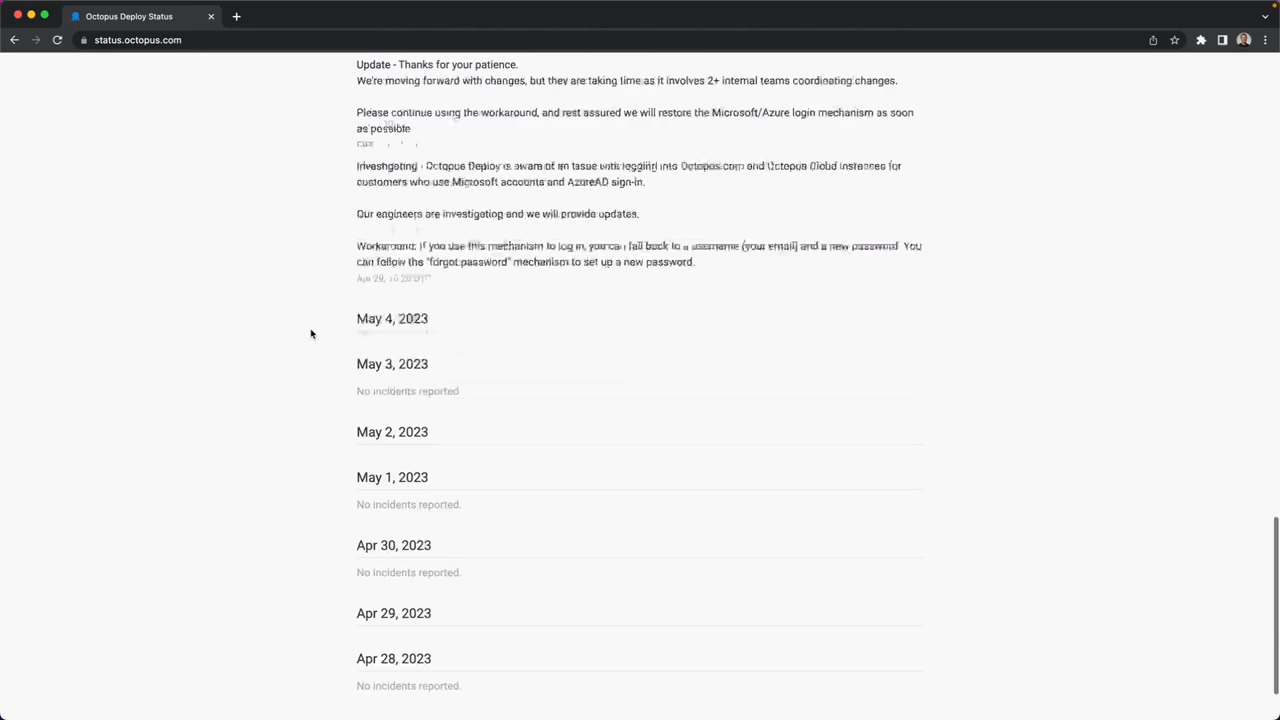 Octopus Deploy Status
status.octopus.com
Update - Thanks for your patience.
We're moving forward with changes, but they are taking time as it involves 2+ internal teams coordinating changes.
Please continue using the workaround, and rest assured we will restore the Microsoft/Azure login mechanism as soon
as possible
Investigating - Octopus Deploy is aware of an issue with logging into Octopus.com and Octopus Cloud instances for
customers who use Microsoft accounts and AzureAD sign-in.
Our engineers are investigating and we will provide updates.
Workaround: If you use this mechanism to log in, you can fall back to a username (your email) and a new password. You
can follow the "forgot password" mechanism to set up a new password.
May 4, 2023
May 3, 2023
No incidents reported
May 2, 2023
May 1, 2023
No incidents reported.
Apr 30, 2023
No incidents reported.
Apr 29, 2023
Apr 28, 2023
No incidents reported.